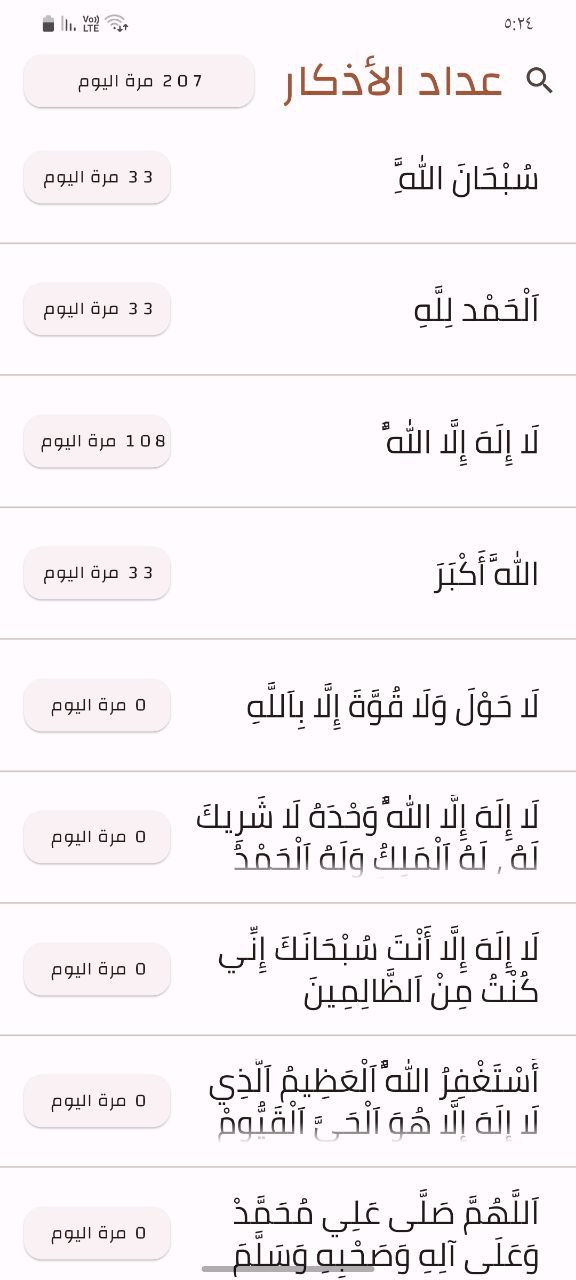 Vo)) LTE
٥:٢٤
عداد الأذكار
207 مرة اليوم
سُبْحَانَ اللَّهِ
33 مرة اليوم
اَلْحَمْد لِلَّهِ
33 مرة اليوم
لَا إِلَهَ إِلَّا اللَّهُ
108 مرة اليوم
اللَّهُ أَكْبَرَ
33 مرة اليوم
لَا حَوْلَ وَلَا قُوَّةَ إِلَّا بِاَللَّهِ
0 مرة اليوم
لَا إِلَهَ إِلَّا اللَّهُ وَحْدَهُ لَا شَرِيكَ
لَهُ , لَهُ اَلْمَلِكُ وَلَهُ اَلْحَمْدُ
0 مرة اليوم
لَا إِلَهَ إِلَّا أَنْتَ سُبْحَانَكَ إِنِّي
كُنْتُ مِنْ اَلظَّالِمِينَ
0 مرة اليوم
أَسْتَغْفِرُ اللَّهَ اَلْعَظِيمُ اَلَّذِي
لَا إِلَهَ إِلَّا هُوَ اَلْحَيَّ اَلْقَيُّومْ
0 مرة اليوم
اَللَّهُمَّ صَلَّى عَلِي مُحَمَّدْ
وَعَلَى آلِهِ وَصَحْبِهِ وَسَلَّمَ
0 مرة اليوم